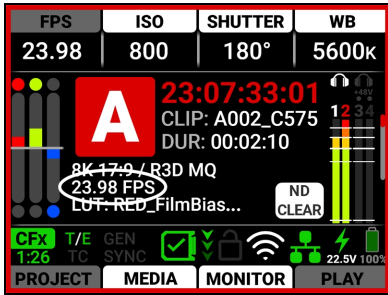 FPS ISO SHUTTER WB
23.98 800 180° 5600K
A
23:07:33:01
CLIP: A002_C575
DUR: 00:02:10
+48V
1 2 3 4
8K 17:9 / R3D MQ
23.98 FPS
LUT: RED_FilmBias...
ND
CLEAR
CFx T/E GEN
1:26 TC SYNC
22.5V 100%
PROJECT MEDIA MONITOR PLAY